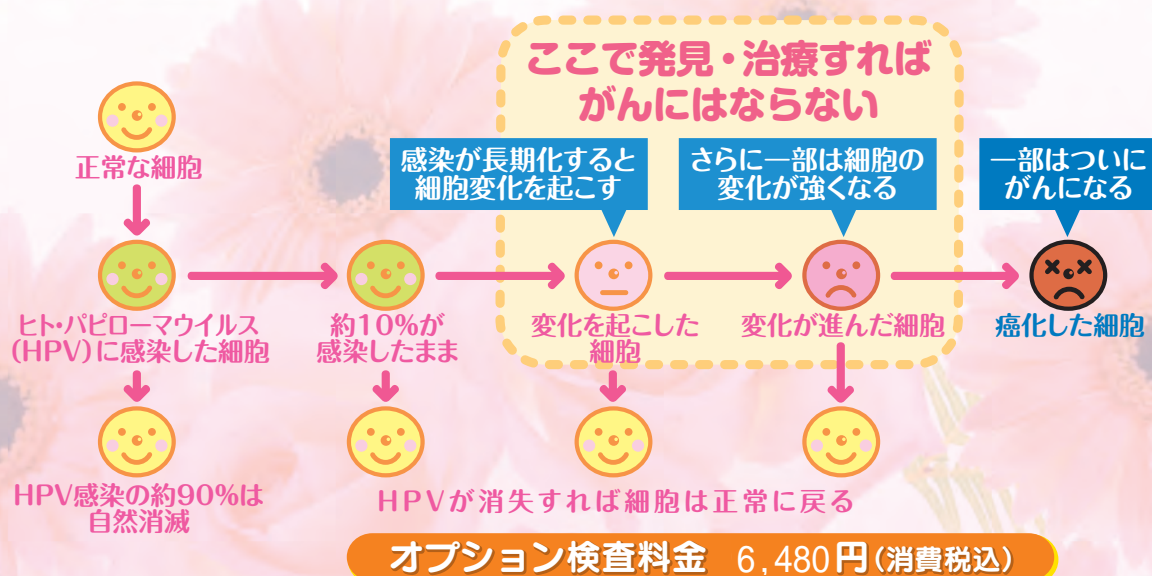 ここで発見・治療すれば
がんにはならない
正常な細胞
感染が長期化すると
細胞変化を起こす
さらに一部は細胞の
変化が強くなる
一部はついに
がんになる
ヒト・パピローマウイルス
(HPV)に感染した細胞
約10%が
感染したまま
変化を起こした
細胞
変化が進んだ細胞
癌化した細胞
HPV感染の約90%は
自然消滅
HPVが消失すれば細胞は正常に戻る
オプション検査料金 6,480円(消費税込)